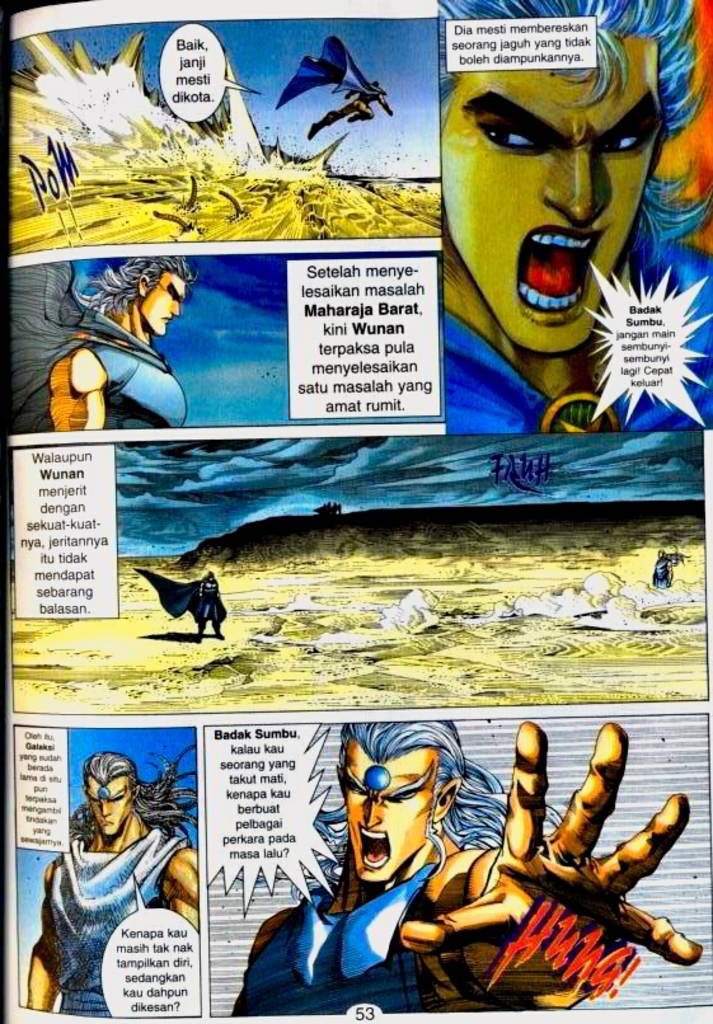 Baik,
janji
mesti
dikota.
POM
Dia mesti membereskan
seorang jaguh yang tidak
boleh diampunkannya.
Setelah menye-
lesaikan masalah
Maharaja Barat,
kini Wunan
terpaksa pula
menyelesaikan
satu masalah yang
amat rumit.
Badak
Sumbu,
jangan main
sembunyi-
sembunyi
lagi! Cepat
keluar!
Walaupun
Wunan
menjerit
dengan
sekuat-kuat-
nya, jeritannya
itu tidak
mendapat
sebarang
balasan.
Oleh itu,
Galaksi
yang sudah
berada
lama di situ
pun
terpaksa
mengambil
tindakan
yang
sewajarnya.
Kenapa kau
masih tak nak
tampilkan diri,
sedangkan
kau dahpun
dikesan?
Badak Sumbu,
kalau kau
seorang yang
takut mati,
kenapa kau
berbuat
pelbagai
perkara pada
masa lalu?
53